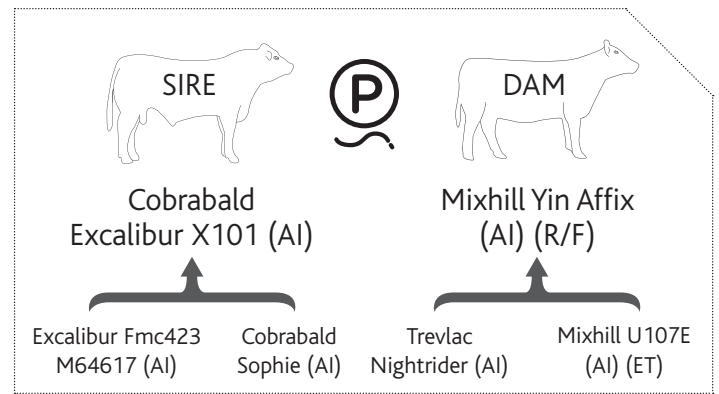 SIRE
P
DAM
Cobrabald
Excalibur X101 (AI)
Mixhill Yin Affix
(AI) (R/F)
Excalibur Fmc423
M64617 (AI)
Cobrabald
Sophie (AI)
Trevlac
Nightrider (AI)
Mixhill U107E
(AI) (ET)